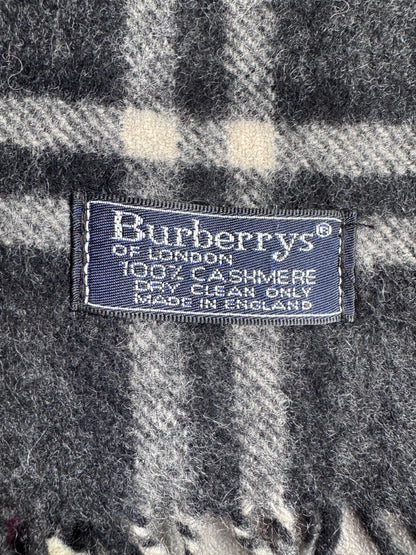 Burberrys®
OF LONDON
100% CASHMERE
DRY CLEAN ONLY
MADE IN ENGLAND